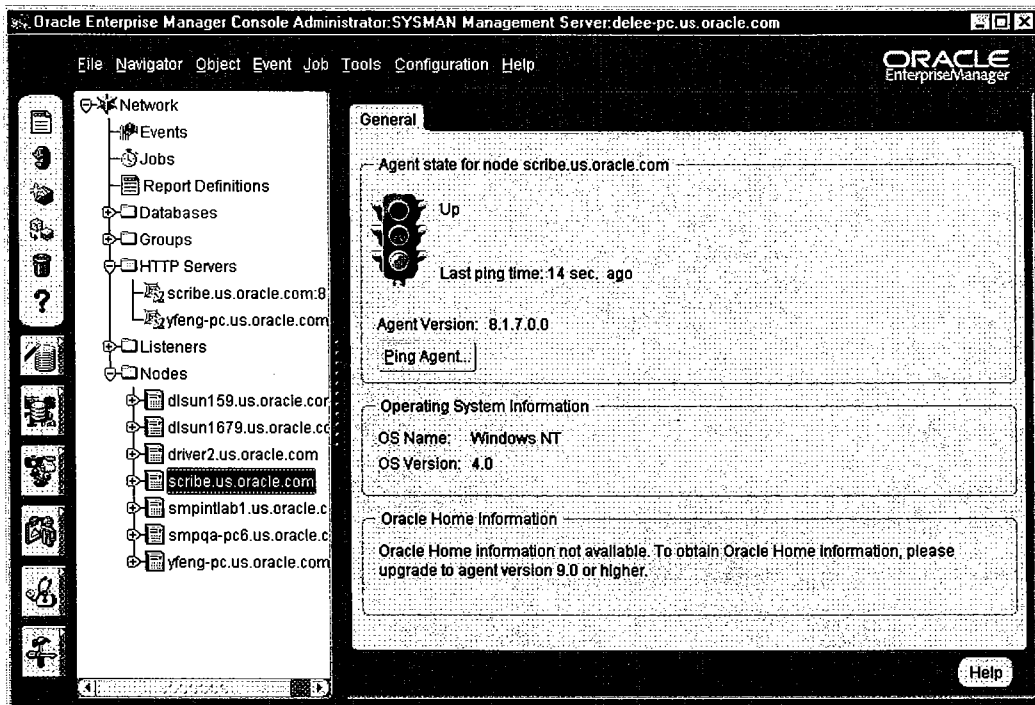 Oracle Enterprise Manager Console Administrator:SYSMAN Management Server:delee-pc.us.oracle.com
File Navigator Object Event Job Tools Configuration Help
ORACLE
EnterpriseManager
Network
Events
Jobs
Report Definitions
Databases
Groups
HTTP Servers
scribe.us.oracle.com:8
yfeng-pc.us.oracle.com
Listeners
Nodes
dlsun159.us.oracle.cor
dlsun1679.us.oracle.cc
driver2.us.oracle.com
scribe.us.oracle.com
smpintlab1.us.oracle.c
smpqa-pc6.us.oracle.c
yfeng-pc.us.oracle.com
?
General
Agent state for node scribe.us.oracle.com
Up
Last ping time: 14 sec. ago
Agent Version: 8.1.7.0.0
Ping Agent...
Operating System Information
OS Name: Windows NT
OS Version: 4.0
Oracle Home Information
Oracle Home information not available. To obtain Oracle Home information, please
upgrade to agent version 9.0 or higher.
Help